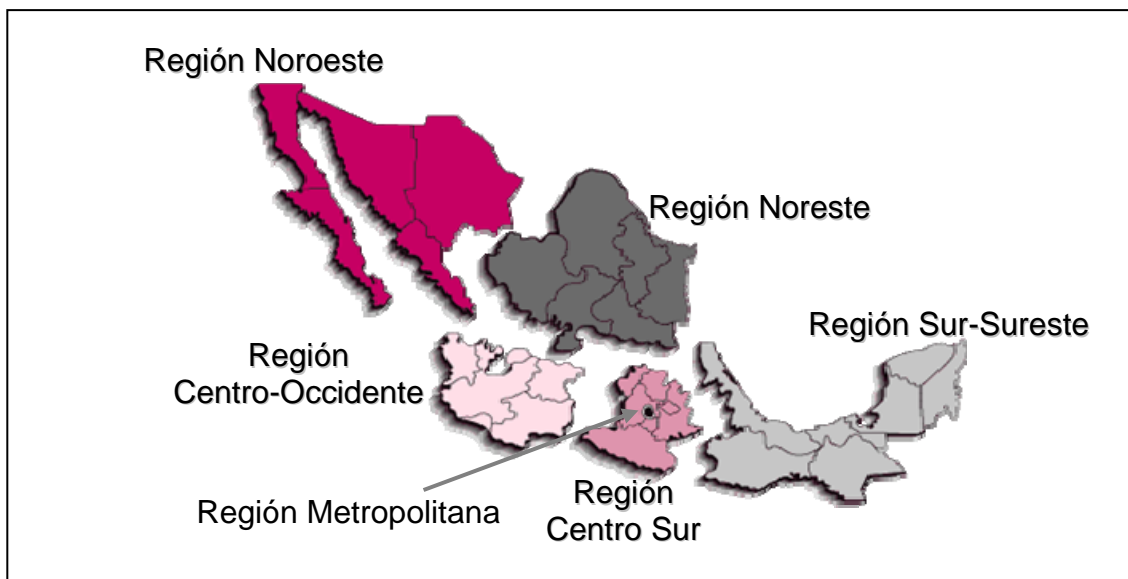 Región Noroeste
Región Noreste
Región Sur-Sureste
Región
Centro-Occidente
Región Metropolitana
Región
Centro Sur